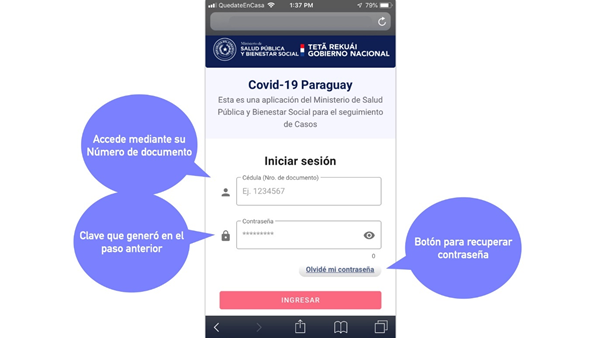 QuedateEnCasa
1:37 PM
79%
Ministerio de
SALUD PÚBLICA
Y BIENESTAR SOCIAL
TETÃ REKUÁI
GOBIERNO NACIONAL
Covid-19 Paraguay
Esta es una aplicación del Ministerio de Salud
Pública y Bienestar Social para el seguimiento
de Casos
Accede mediante su
Número de documento
Iniciar sesión
Cédula (Nro. de documento)
Ej. 1234567
Clave que generó en el
paso anterior
Contraseña
*********
0
Olvidé mi contraseña
Botón para recuperar
contraseña
INGRESAR